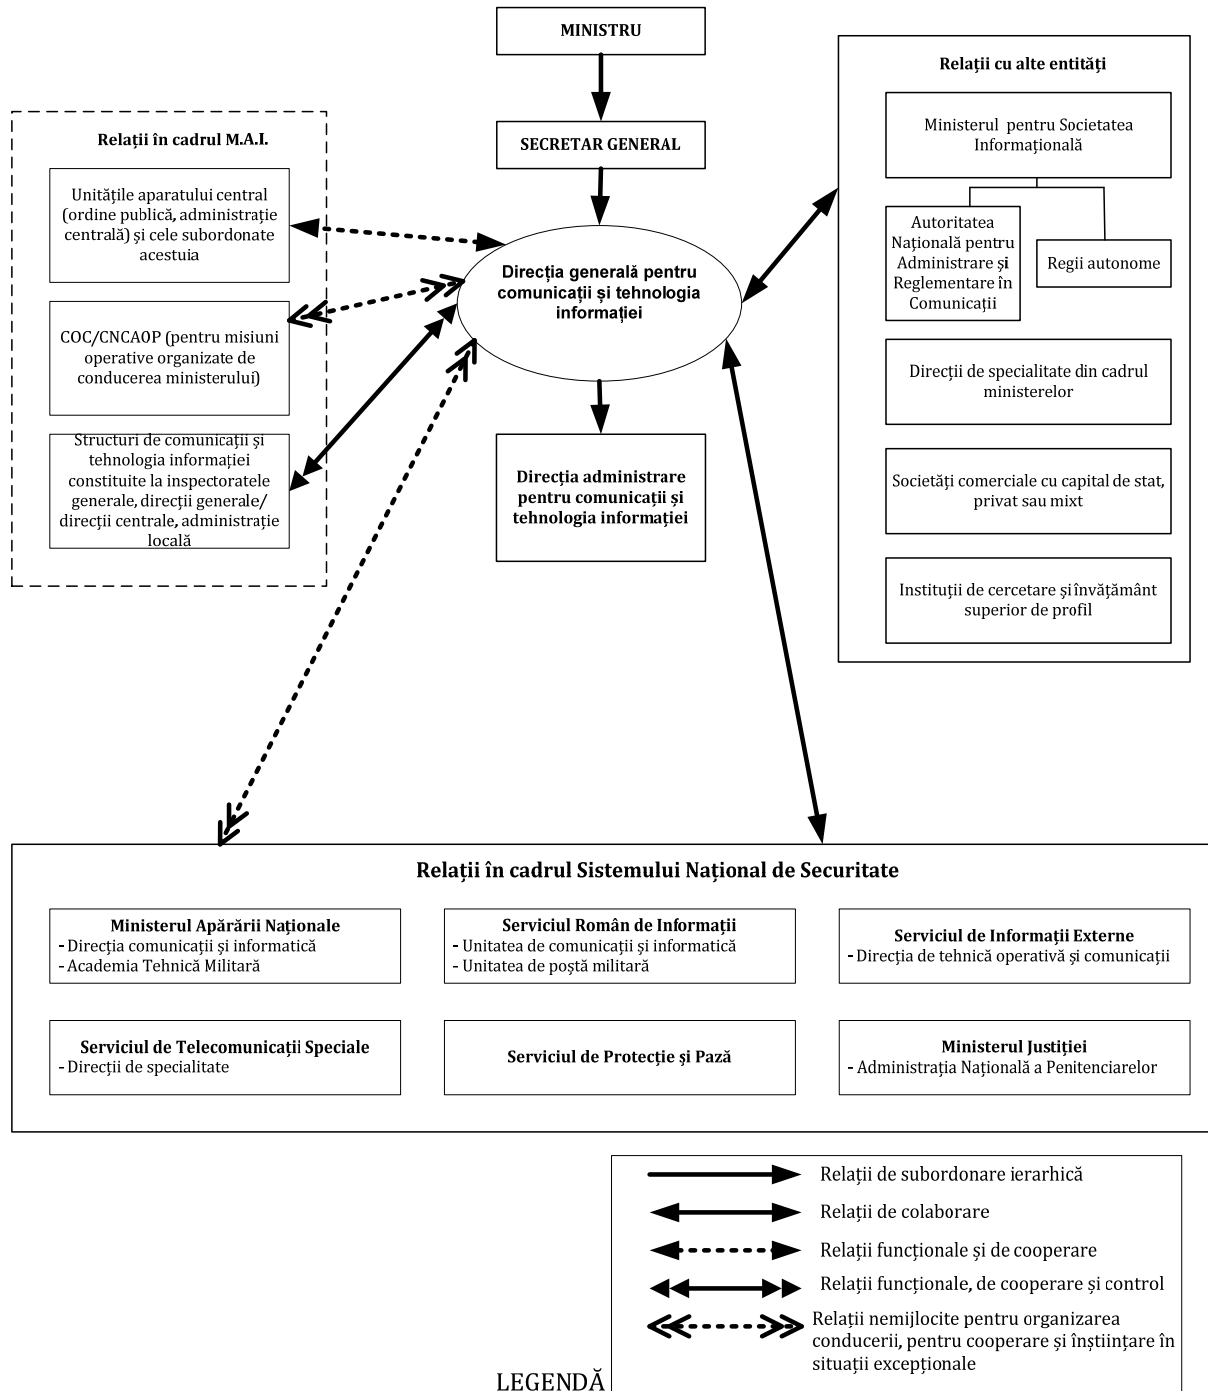 MINISTRU
SECRETAR GENERAL
Relații în cadrul M.A.I.
Unitățile aparatului central
(ordine publică, administrație
centrală) și cele subordonate
acestuia
COC/CNCAOP (pentru misiuni
operative organizate de
conducerea ministerului)
Structuri de comunicații și
tehnologia informației
constituite la inspectoratele
generale, direcții generale/
direcții centrale, administrație
locală
Direcția generală pentru
comunicații și tehnologia
informației
Direcția administrare
pentru comunicații și
tehnologia informației
Relații cu alte entități
Ministerul pentru Societatea
Informațională
Autoritatea
Națională pentru
Administrare și
Reglementare în
Comunicații
Regii autonome
Direcții de specialitate din cadrul
ministerelor
Societăți comerciale cu capital de stat,
privat sau mixt
Instituții de cercetare și învățământ
superior de profil
Relații în cadrul Sistemului Național de Securitate
Ministerul Apărării Naționale
- Direcția comunicații și informatică
- Academia Tehnică Militară
Serviciul Român de Informații
- Unitatea de comunicații și informatică
- Unitatea de poștă militară
Serviciul de Informații Externe
- Direcția de tehnică operativă și comunicații
Serviciul de Telecomunicații Speciale
- Direcții de specialitate
Serviciul de Protecție și Pază
Ministerul Justiției
- Administrația Națională a Penitenciarelor
Relații de subordonare ierarhică
Relații de colaborare
Relații funcționale și de cooperare
Relații funcționale, de cooperare și control
Relații nemijlocite pentru organizarea
conducerii, pentru cooperare și înștiințare în
situații excepționale
LEGENDĂ